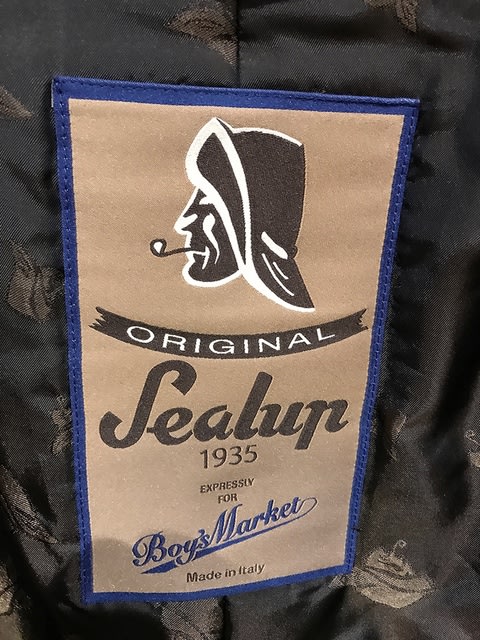 ORIGINAL
Sealup
1935
EXPRESSLY
FOR
Boy's Market
Made in Italy